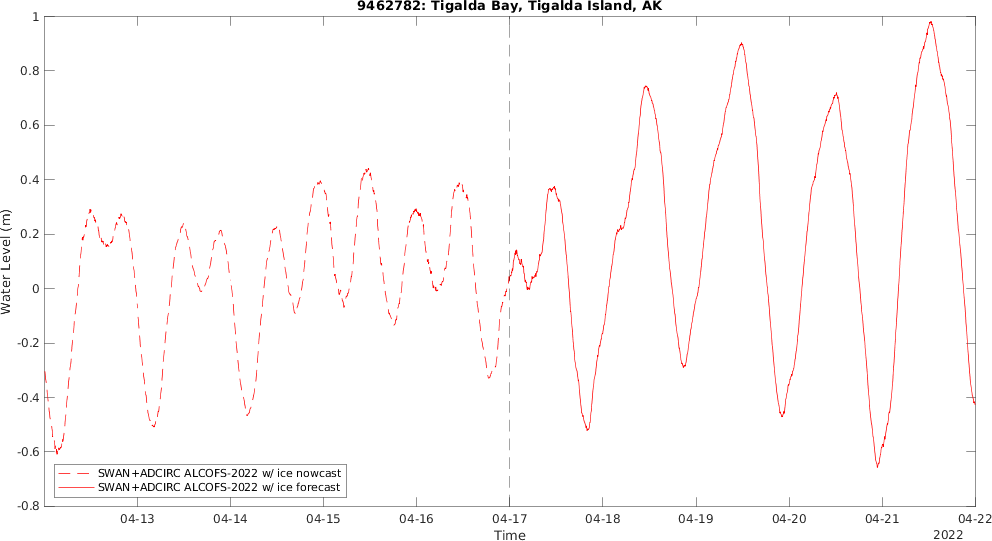 9462782: Tigalda Bay, Tigalda Island, AK
1
0.8
0.6
0.4
0.2
0
-0.2
-0.4
-0.6
-0.8
Water Level (m)
SWAN+ADCIRC ALCOFS-2022 w/ ice nowcast
SWAN+ADCIRC ALCOFS-2022 w/ ice forecast
04-13 04-14 04-15 04-16 04-17 04-18 04-19 04-20 04-21 04-22
Time
2022